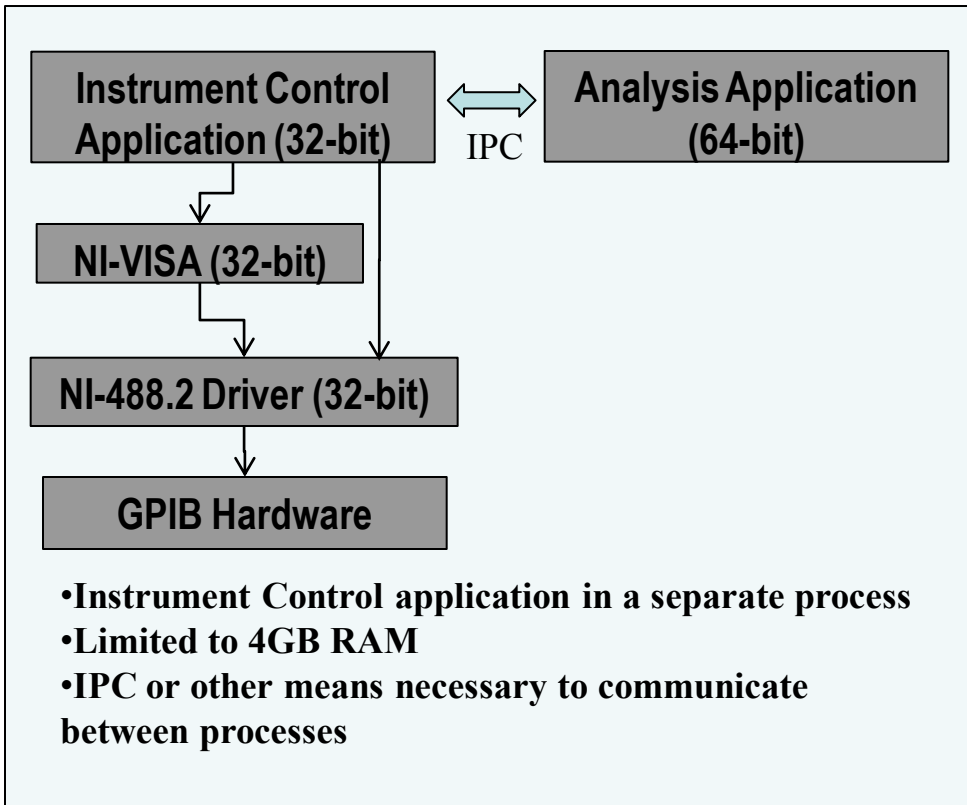 Instrument Control
Application (32-bit)
IPC
Analysis Application
(64-bit)
NI-VISA (32-bit)
NI-488.2 Driver (32-bit)
GPIB Hardware
•Instrument Control application in a separate process
•Limited to 4GB RAM
•IPC or other means necessary to communicate
between processes